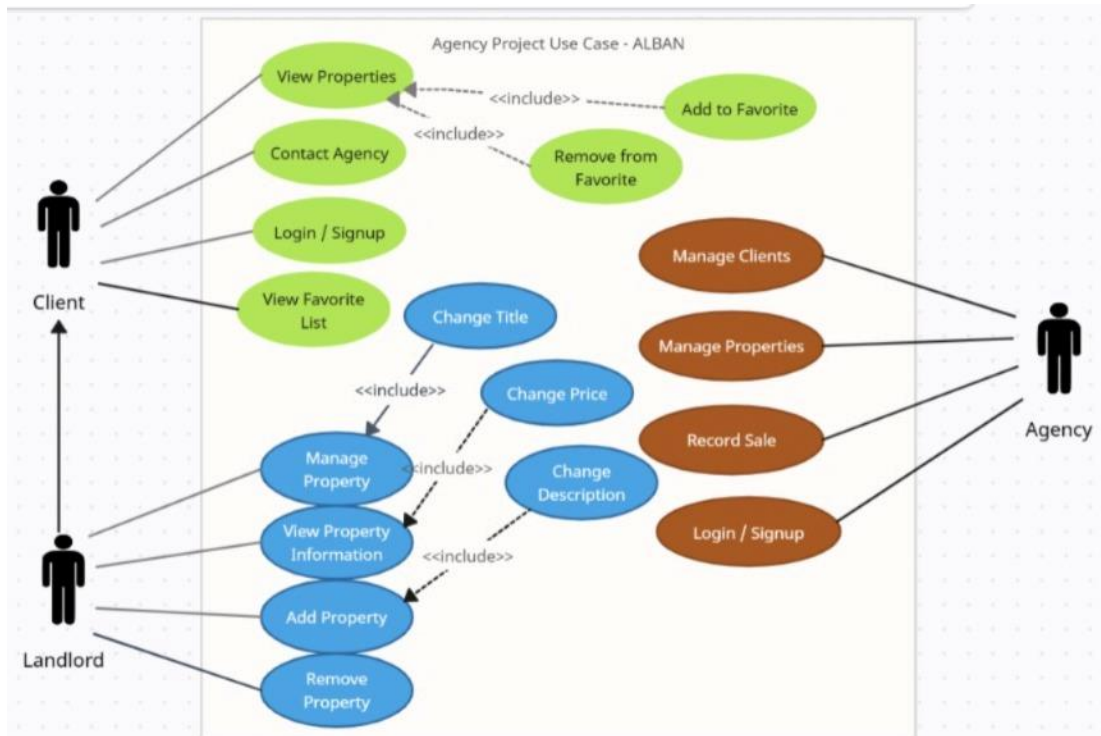 Agency Project Use Case - ALBAN
View Properties
<<include>>
Add to Favorite
<<include>>
Contact Agency
Remove from
Favorite
Login / Signup
Manage Clients
Client
View Favorite
List
Change Title
Manage Properties
<<include>>
Change Price
Agency
Record Sale
Manage
Property
<<include>>
Change
Description
View Property
Information
Login / Signup
<<include>>
Add Property
Landlord
Remove
Property